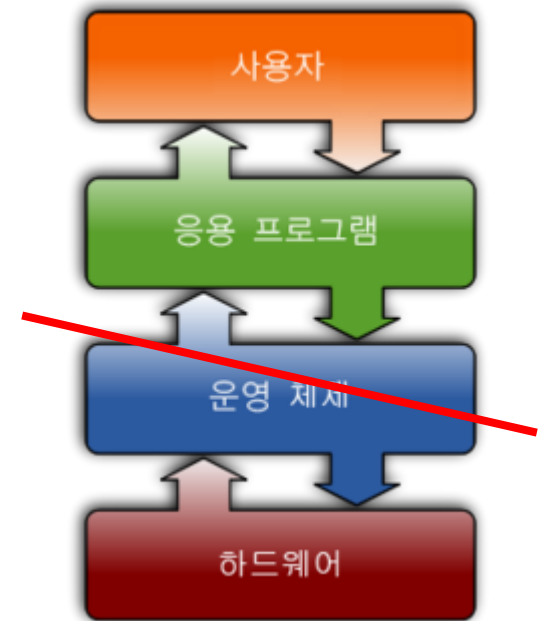 사용자
응용 프로그램
운영 체제
하드웨어